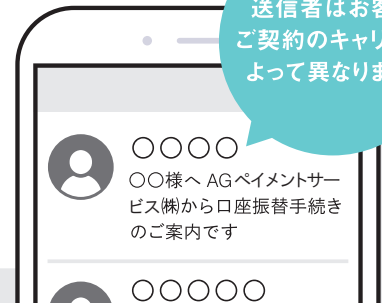 送信者はお客
ご契約のキャリ
よって異なりま
○○○○
○○様へ AGペイメントサー
ビス㈱から口座振替手続き
のご案内です
○○○○○